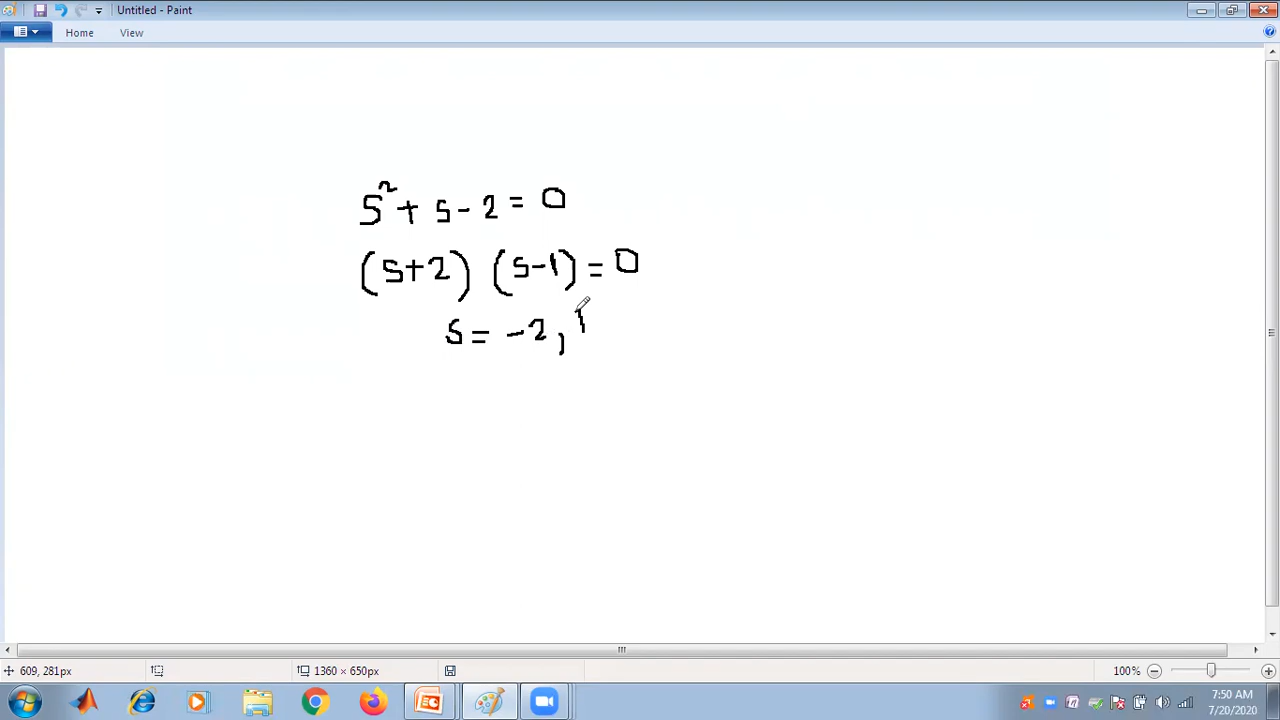 Untitled - Paint
Home View
s² + s - 2 = 0
(s+2) (s-1) = 0
s = -2, 1
609, 281px 1360 × 650px 100%
7:50 AM
7/20/2020